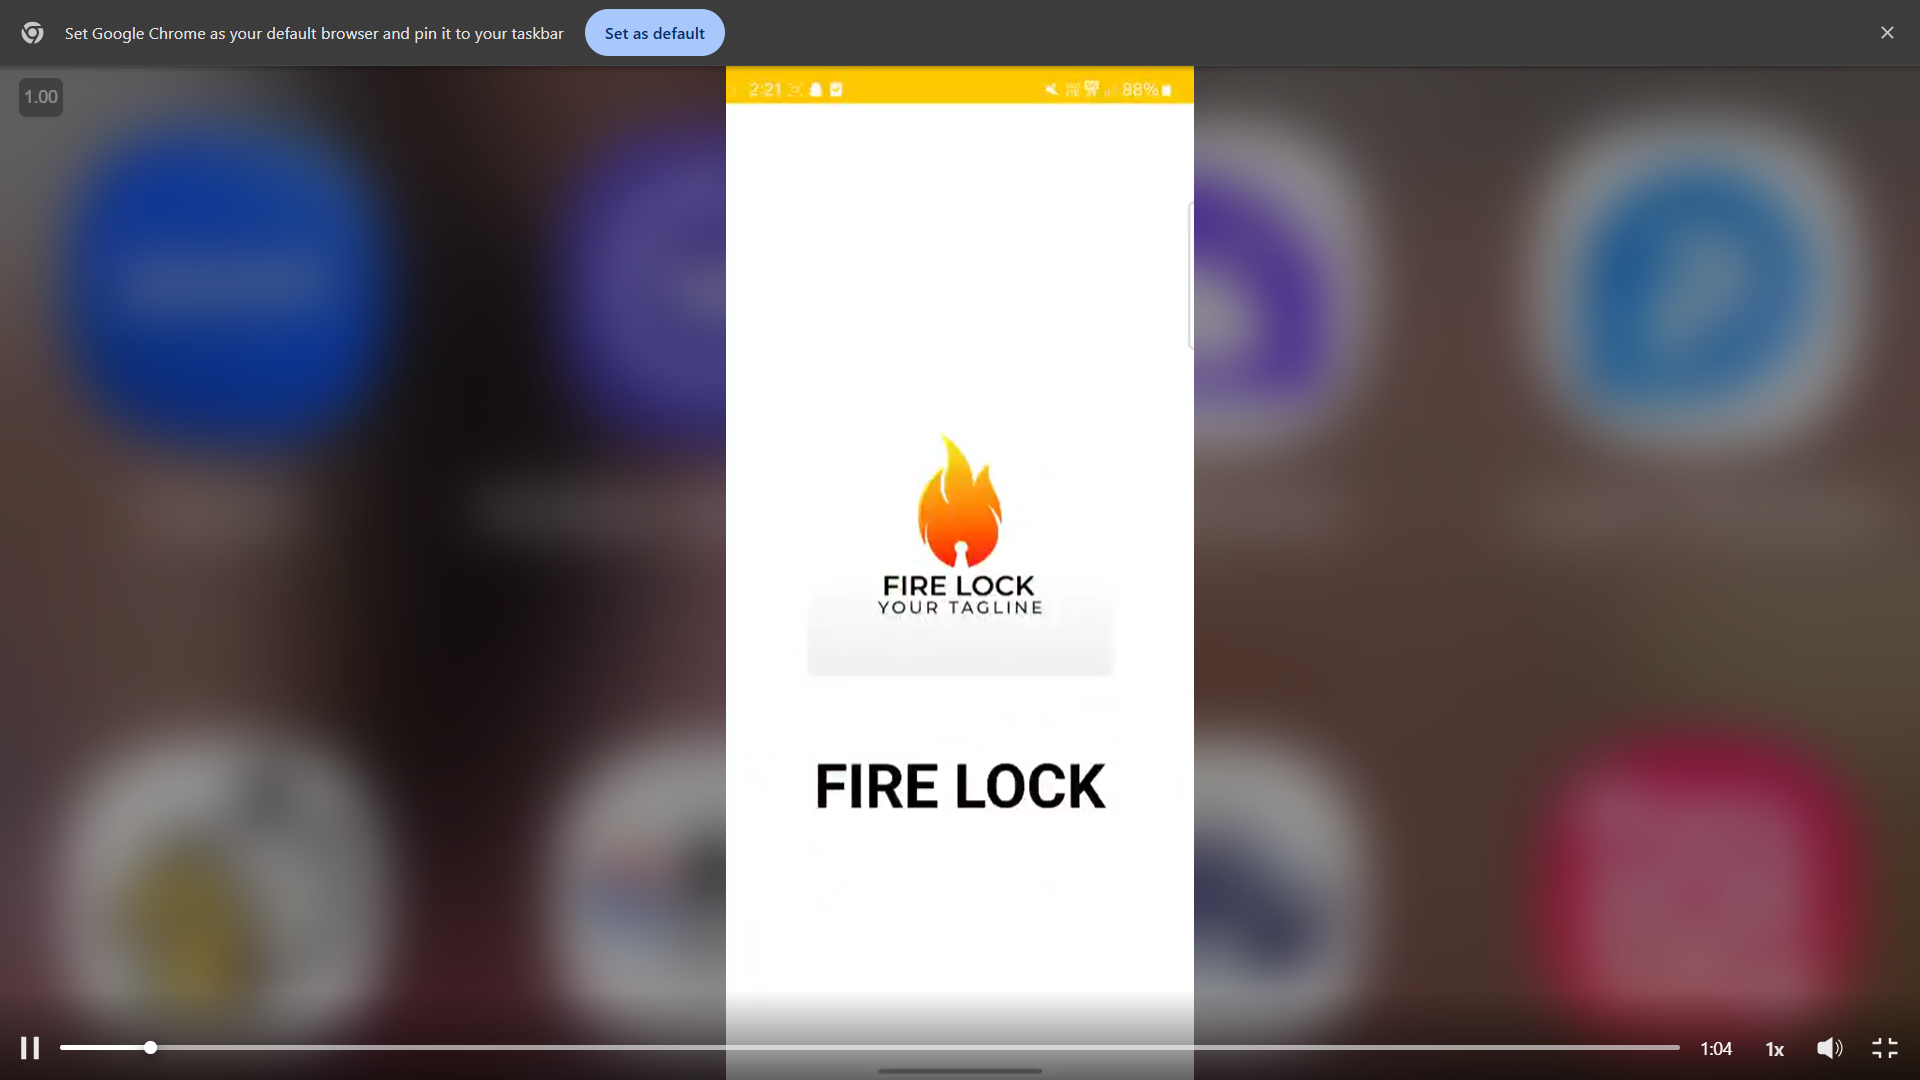 Set Google Chrome as your default browser and pin it to your taskbar
Set as default
1.00
2:21
88%
FIRE LOCK
YOUR TAGLINE
FIRE LOCK
1:04
1x